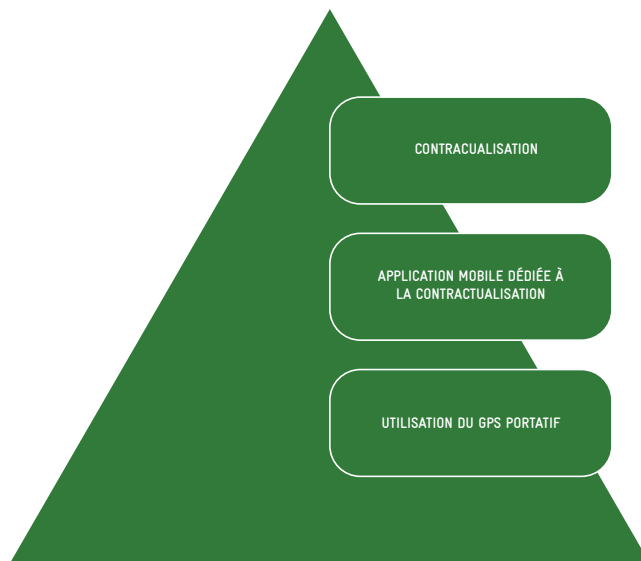 CONTRACUALISATION
APPLICATION MOBILE DÉDIÉE À
LA CONTRACTUALISATION
UTILISATION DU GPS PORTATIF